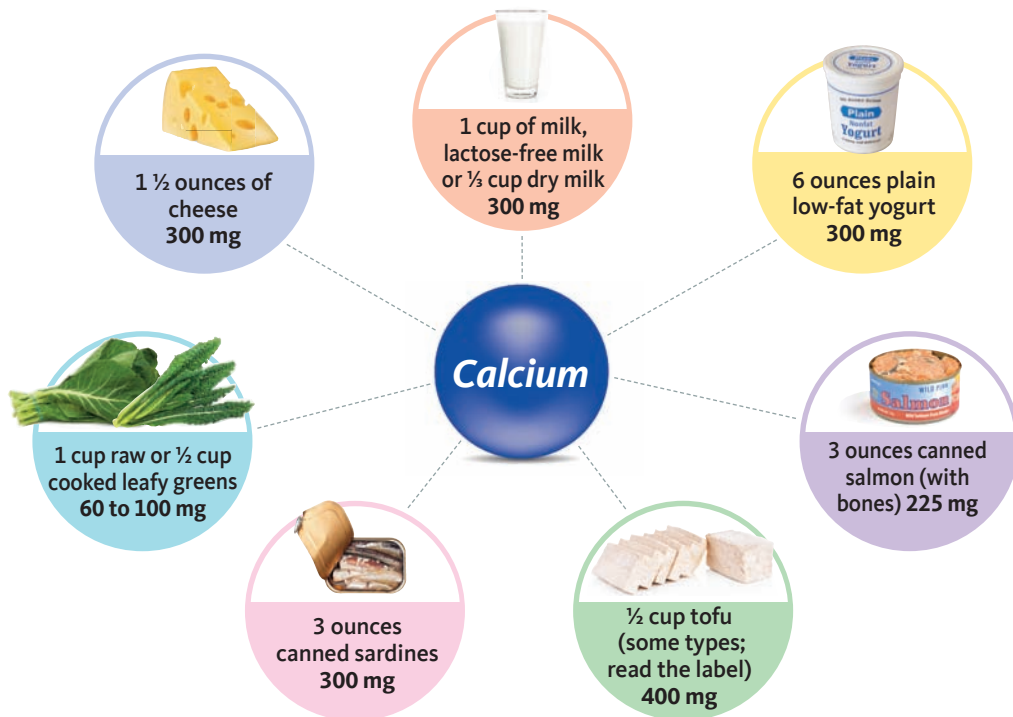 1 ½ ounces of
cheese
300 mg
1 cup of milk,
lactose-free milk
or ⅓ cup dry milk
300 mg
Plain
Nonfat
Yogurt
6 ounces plain
low-fat yogurt
300 mg
Calcium
1 cup raw or ½ cup
cooked leafy greens
60 to 100 mg
WILD PINK
Salmon
3 ounces canned
salmon (with
bones) 225 mg
3 ounces
canned sardines
300 mg
½ cup tofu
(some types;
read the label)
400 mg